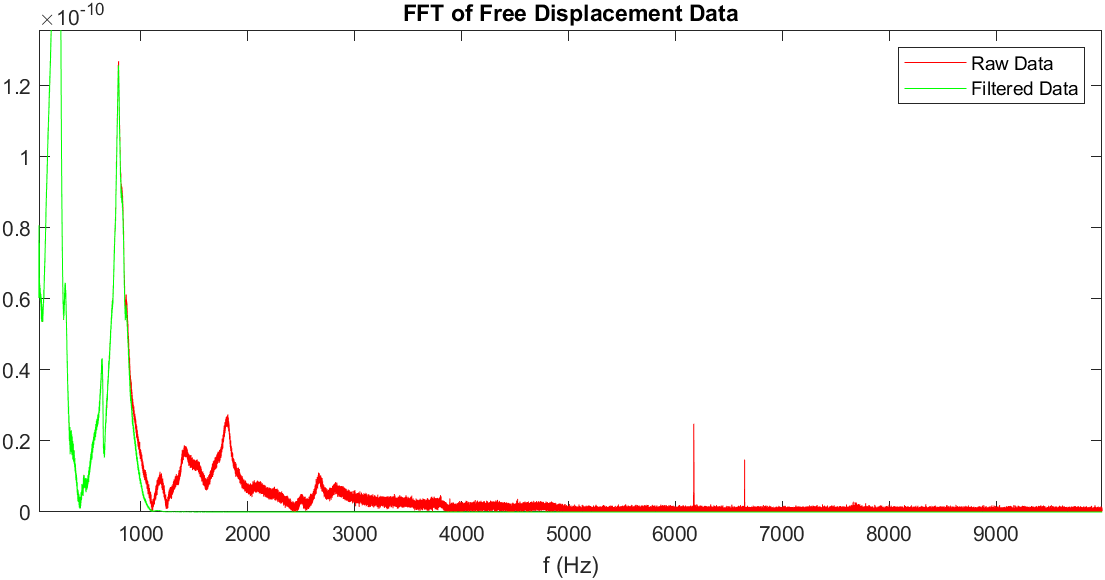 FFT of Free Displacement Data
×10⁻¹⁰
1.2
1
0.8
0.6
0.4
0.2
0
Raw Data
Filtered Data
1000 2000 3000 4000 5000 6000 7000 8000 9000
f (Hz)